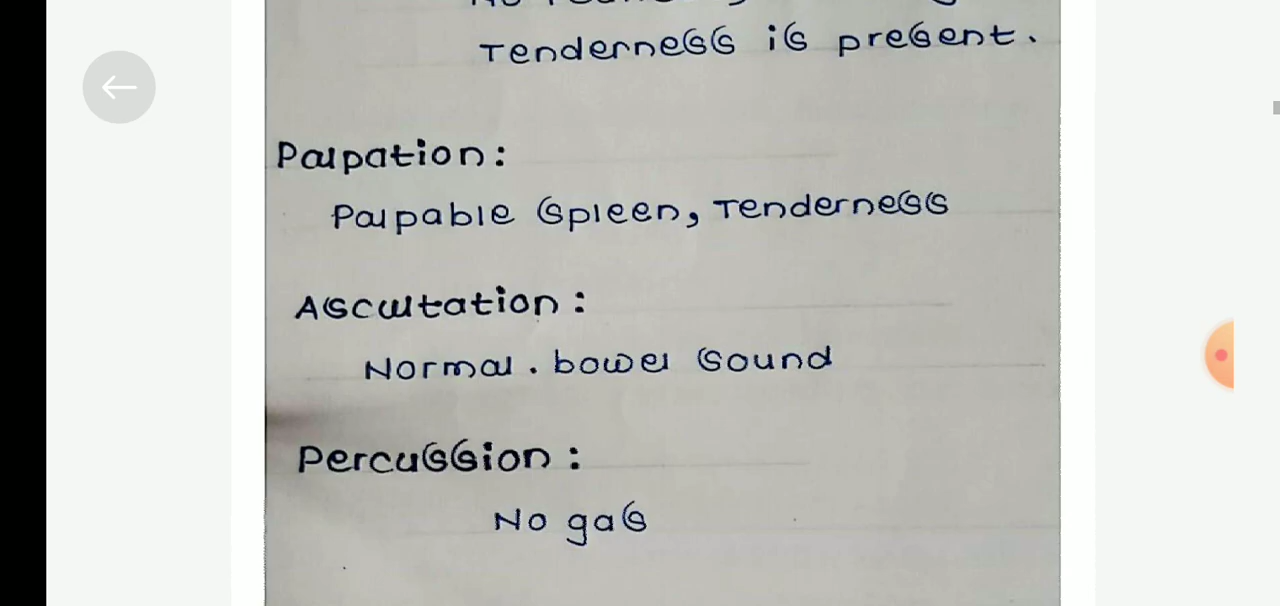 Tenderness is present.
Palpation:
Palpable spleen, Tenderness
Ascultation:
Normal. bowel sound
Percussion:
No gas